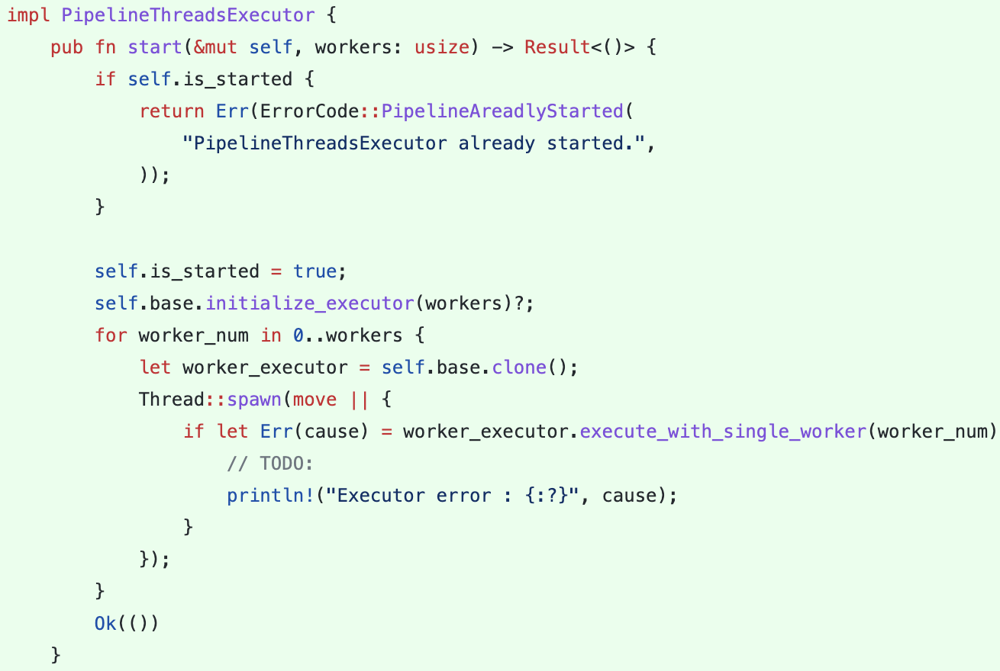 impl PipelineThreadsExecutor {
    pub fn start(&mut self, workers: usize) -> Result<()> {
        if self.is_started {
            return Err(ErrorCode::PipelineAreadlyStarted(
                "PipelineThreadsExecutor already started.",
            ));
        }

        self.is_started = true;
        self.base.initialize_executor(workers)?;
        for worker_num in 0..workers {
            let worker_executor = self.base.clone();
            Thread::spawn(move || {
                if let Err(cause) = worker_executor.execute_with_single_worker(worker_num)
                    // TODO:
                    println!("Executor error : {:?}", cause);
                }
            });
        }
        Ok(())
    }